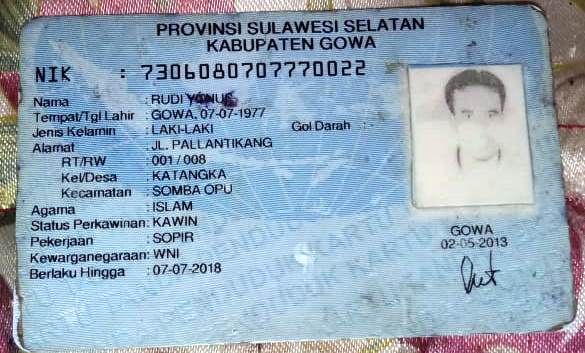 PROVINSI SULAWESI SELATAN
KABUPATEN GOWA
NIK : 7306080707770022
Nama : RUDI YONUS
Tempat/Tgl Lahir : GOWA, 07-07-1977
Jenis Kelamin : LAKI-LAKI Gol Darah :
Alamat : JL. PALLANTIKANG
RT/RW : 001 / 008
Kel/Desa : KATANGKA
Kecamatan : SOMBA OPU
Agama : ISLAM
Status Perkawinan: KAWIN
Pekerjaan : SOPIR
Kewarganegaraan: WNI
Berlaku Hingga : 07-07-2018
GOWA
02-05-2013